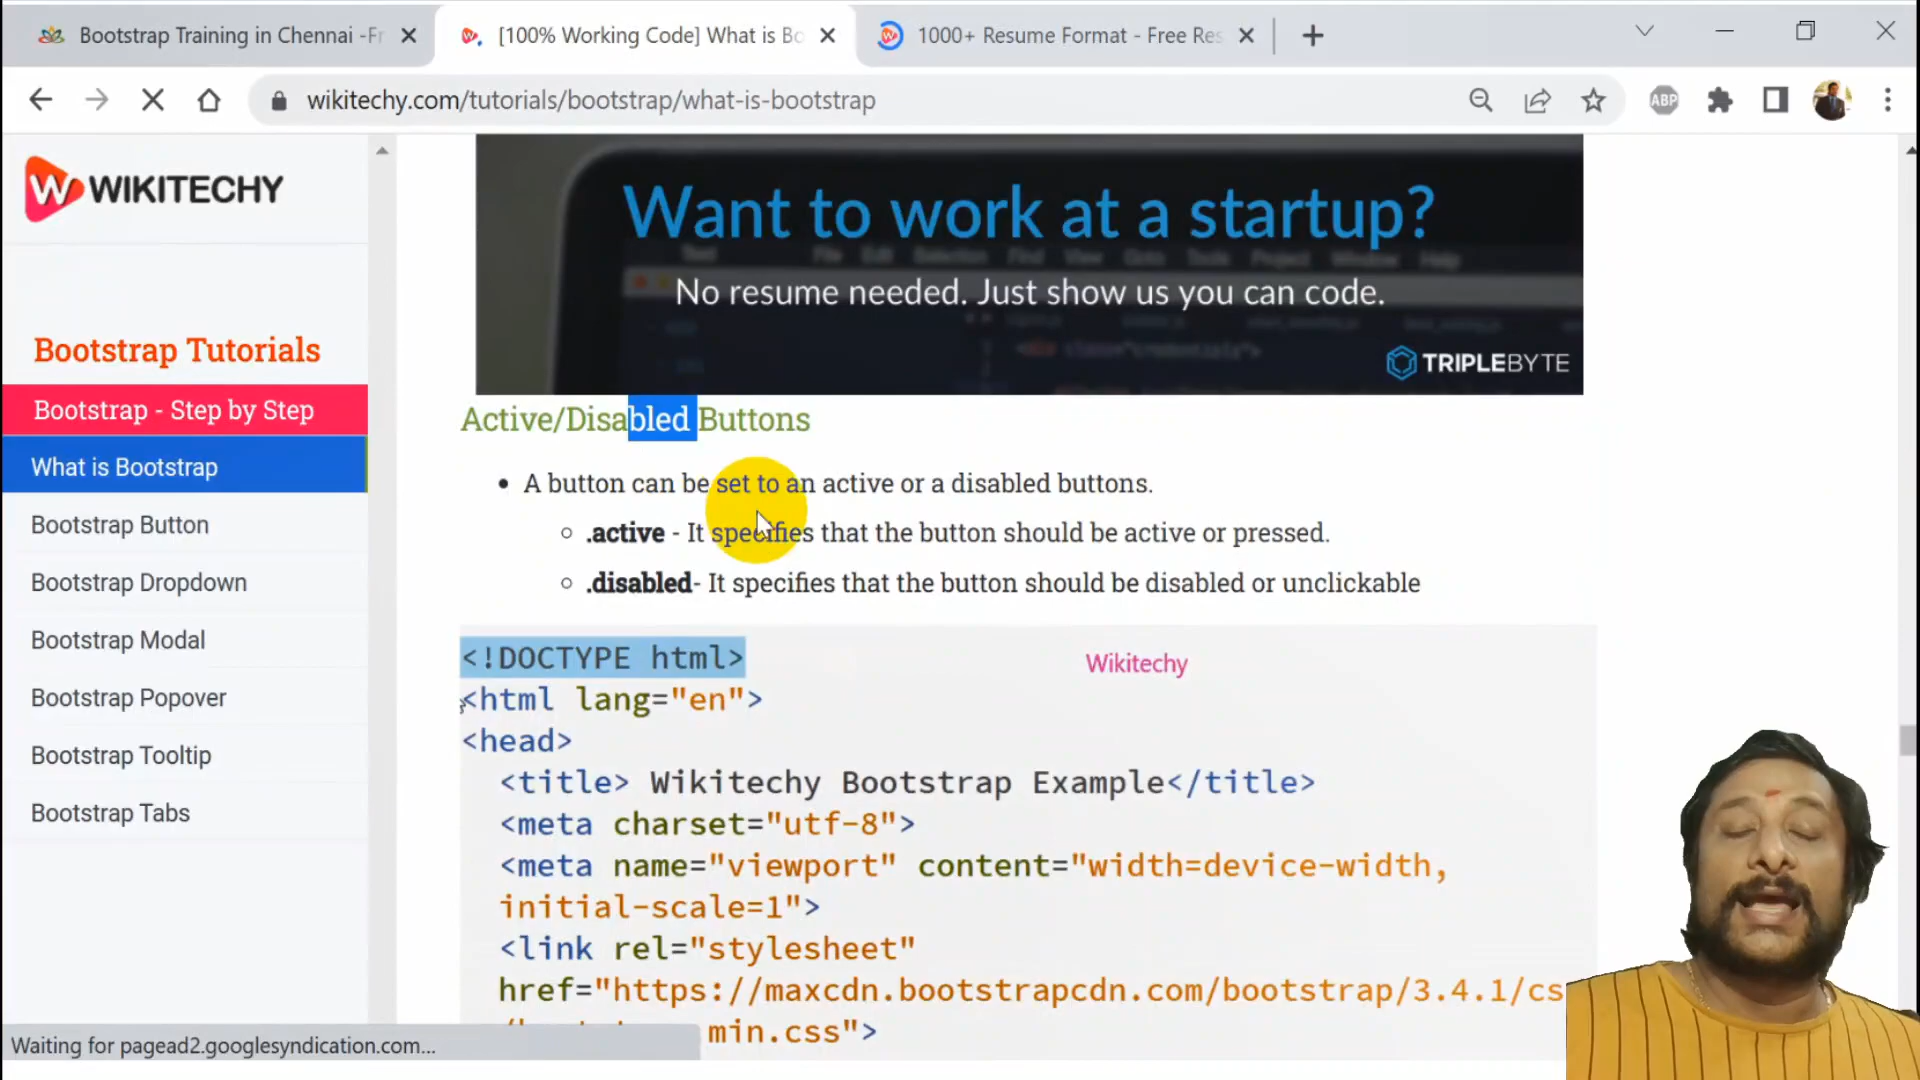 Bootstrap Training in Chennai -Fr
[100% Working Code] What is Bo
1000+ Resume Format - Free Res
wikitechy.com/tutorials/bootstrap/what-is-bootstrap
ABP
W WIKITECHY
Bootstrap Tutorials
Bootstrap - Step by Step
What is Bootstrap
Bootstrap Button
Bootstrap Dropdown
Bootstrap Modal
Bootstrap Popover
Bootstrap Tooltip
Bootstrap Tabs
Want to work at a startup?
No resume needed. Just show us you can code.
TRIPLEBYTE
Active/Disabled Buttons
• A button can be set to an active or a disabled buttons.
.active - It specifies that the button should be active or pressed.
.disabled- It specifies that the button should be disabled or unclickable
Wikitechy
<!DOCTYPE html>
<html lang="en">
<head>
<title> Wikitechy Bootstrap Example</title>
<meta charset="utf-8">
<meta name="viewport" content="width=device-width,
initial-scale=1">
<link rel="stylesheet"
href="https://maxcdn.bootstrapcdn.com/bootstrap/3.4.1/cs
min.css">
Waiting for pagead2.googlesyndication.com...